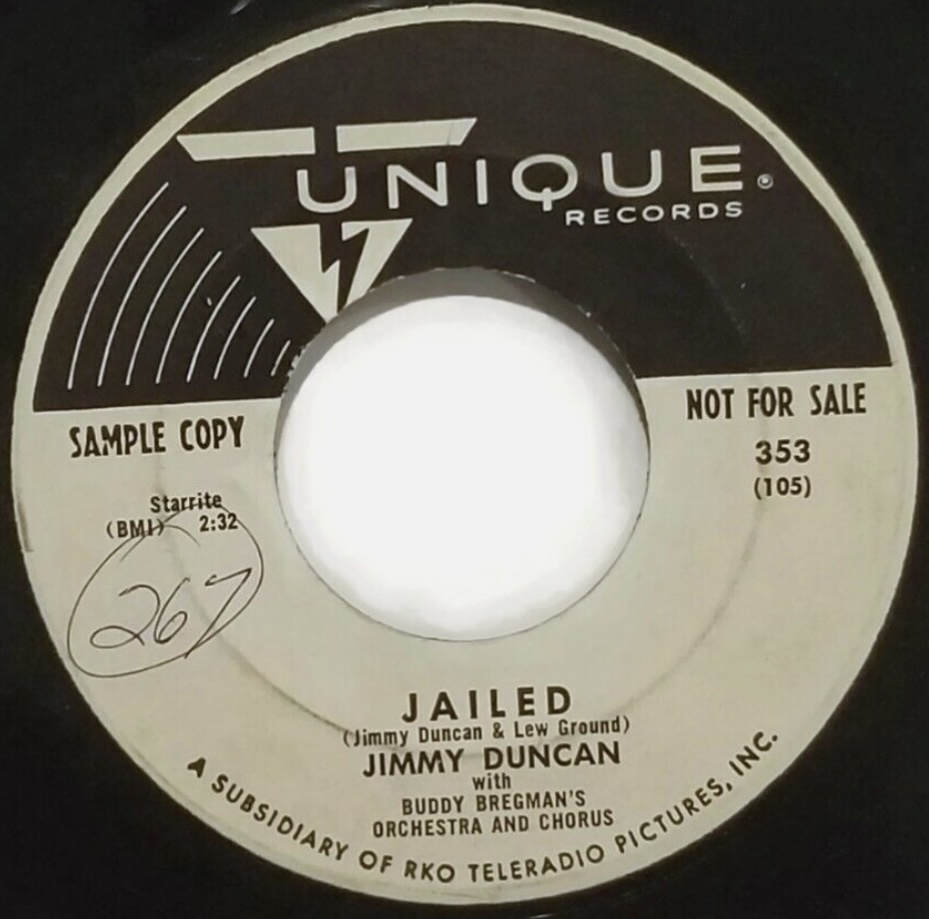 UNIQUE®
RECORDS
SAMPLE COPY
NOT FOR SALE
353
(105)
Starrite
(BMI) 2:32
267
JAILED
(Jimmy Duncan & Lew Ground)
JIMMY DUNCAN
with
BUDDY BREGMAN'S
ORCHESTRA AND CHORUS
A SUBSIDIARY OF RKO TELERADIO PICTURES, INC.